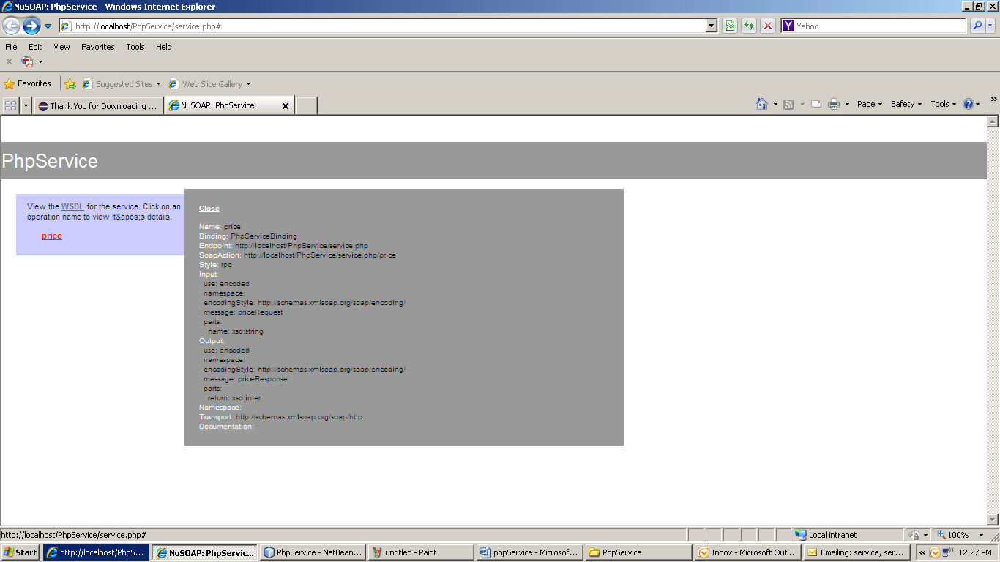 NuSOAP: PhpService - Windows Internet Explorer
http://localhost/PhpService/service.php#
Yahoo
File Edit View Favorites Tools Help
Favorites Suggested Sites Web Slice Gallery
Thank You for Downloading ... NuSOAP: PhpService Page Safety Tools
PhpService
View the WSDL for the service. Click on an
operation name to view it&apos;s details.
price
Close
Name: price
Binding: PhpServiceBinding
Endpoint: http://localhost/PhpService/service.php
SoapAction: http://localhost/PhpService/service.php/price
Style: rpc
Input:
use: encoded
namespace:
encodingStyle: http://schemas.xmlsoap.org/soap/encoding/
message: priceRequest
parts:
name: xsd:string
Output:
use: encoded
namespace:
encodingStyle: http://schemas.xmlsoap.org/soap/encoding/
message: priceResponse
parts:
return: xsd:inter
Namespace:
Transport: http://schemas.xmlsoap.org/soap/http
Documentation:
http://localhost/PhpService/service.php# Local intranet 100%
Start http://localhost/PhpS... NuSOAP: PhpServic... PhpService - NetBean... untitled - Paint phpService - Microsof... PhpService Inbox - Microsoft Outl... Emailing: service, ser... 12:27 PM